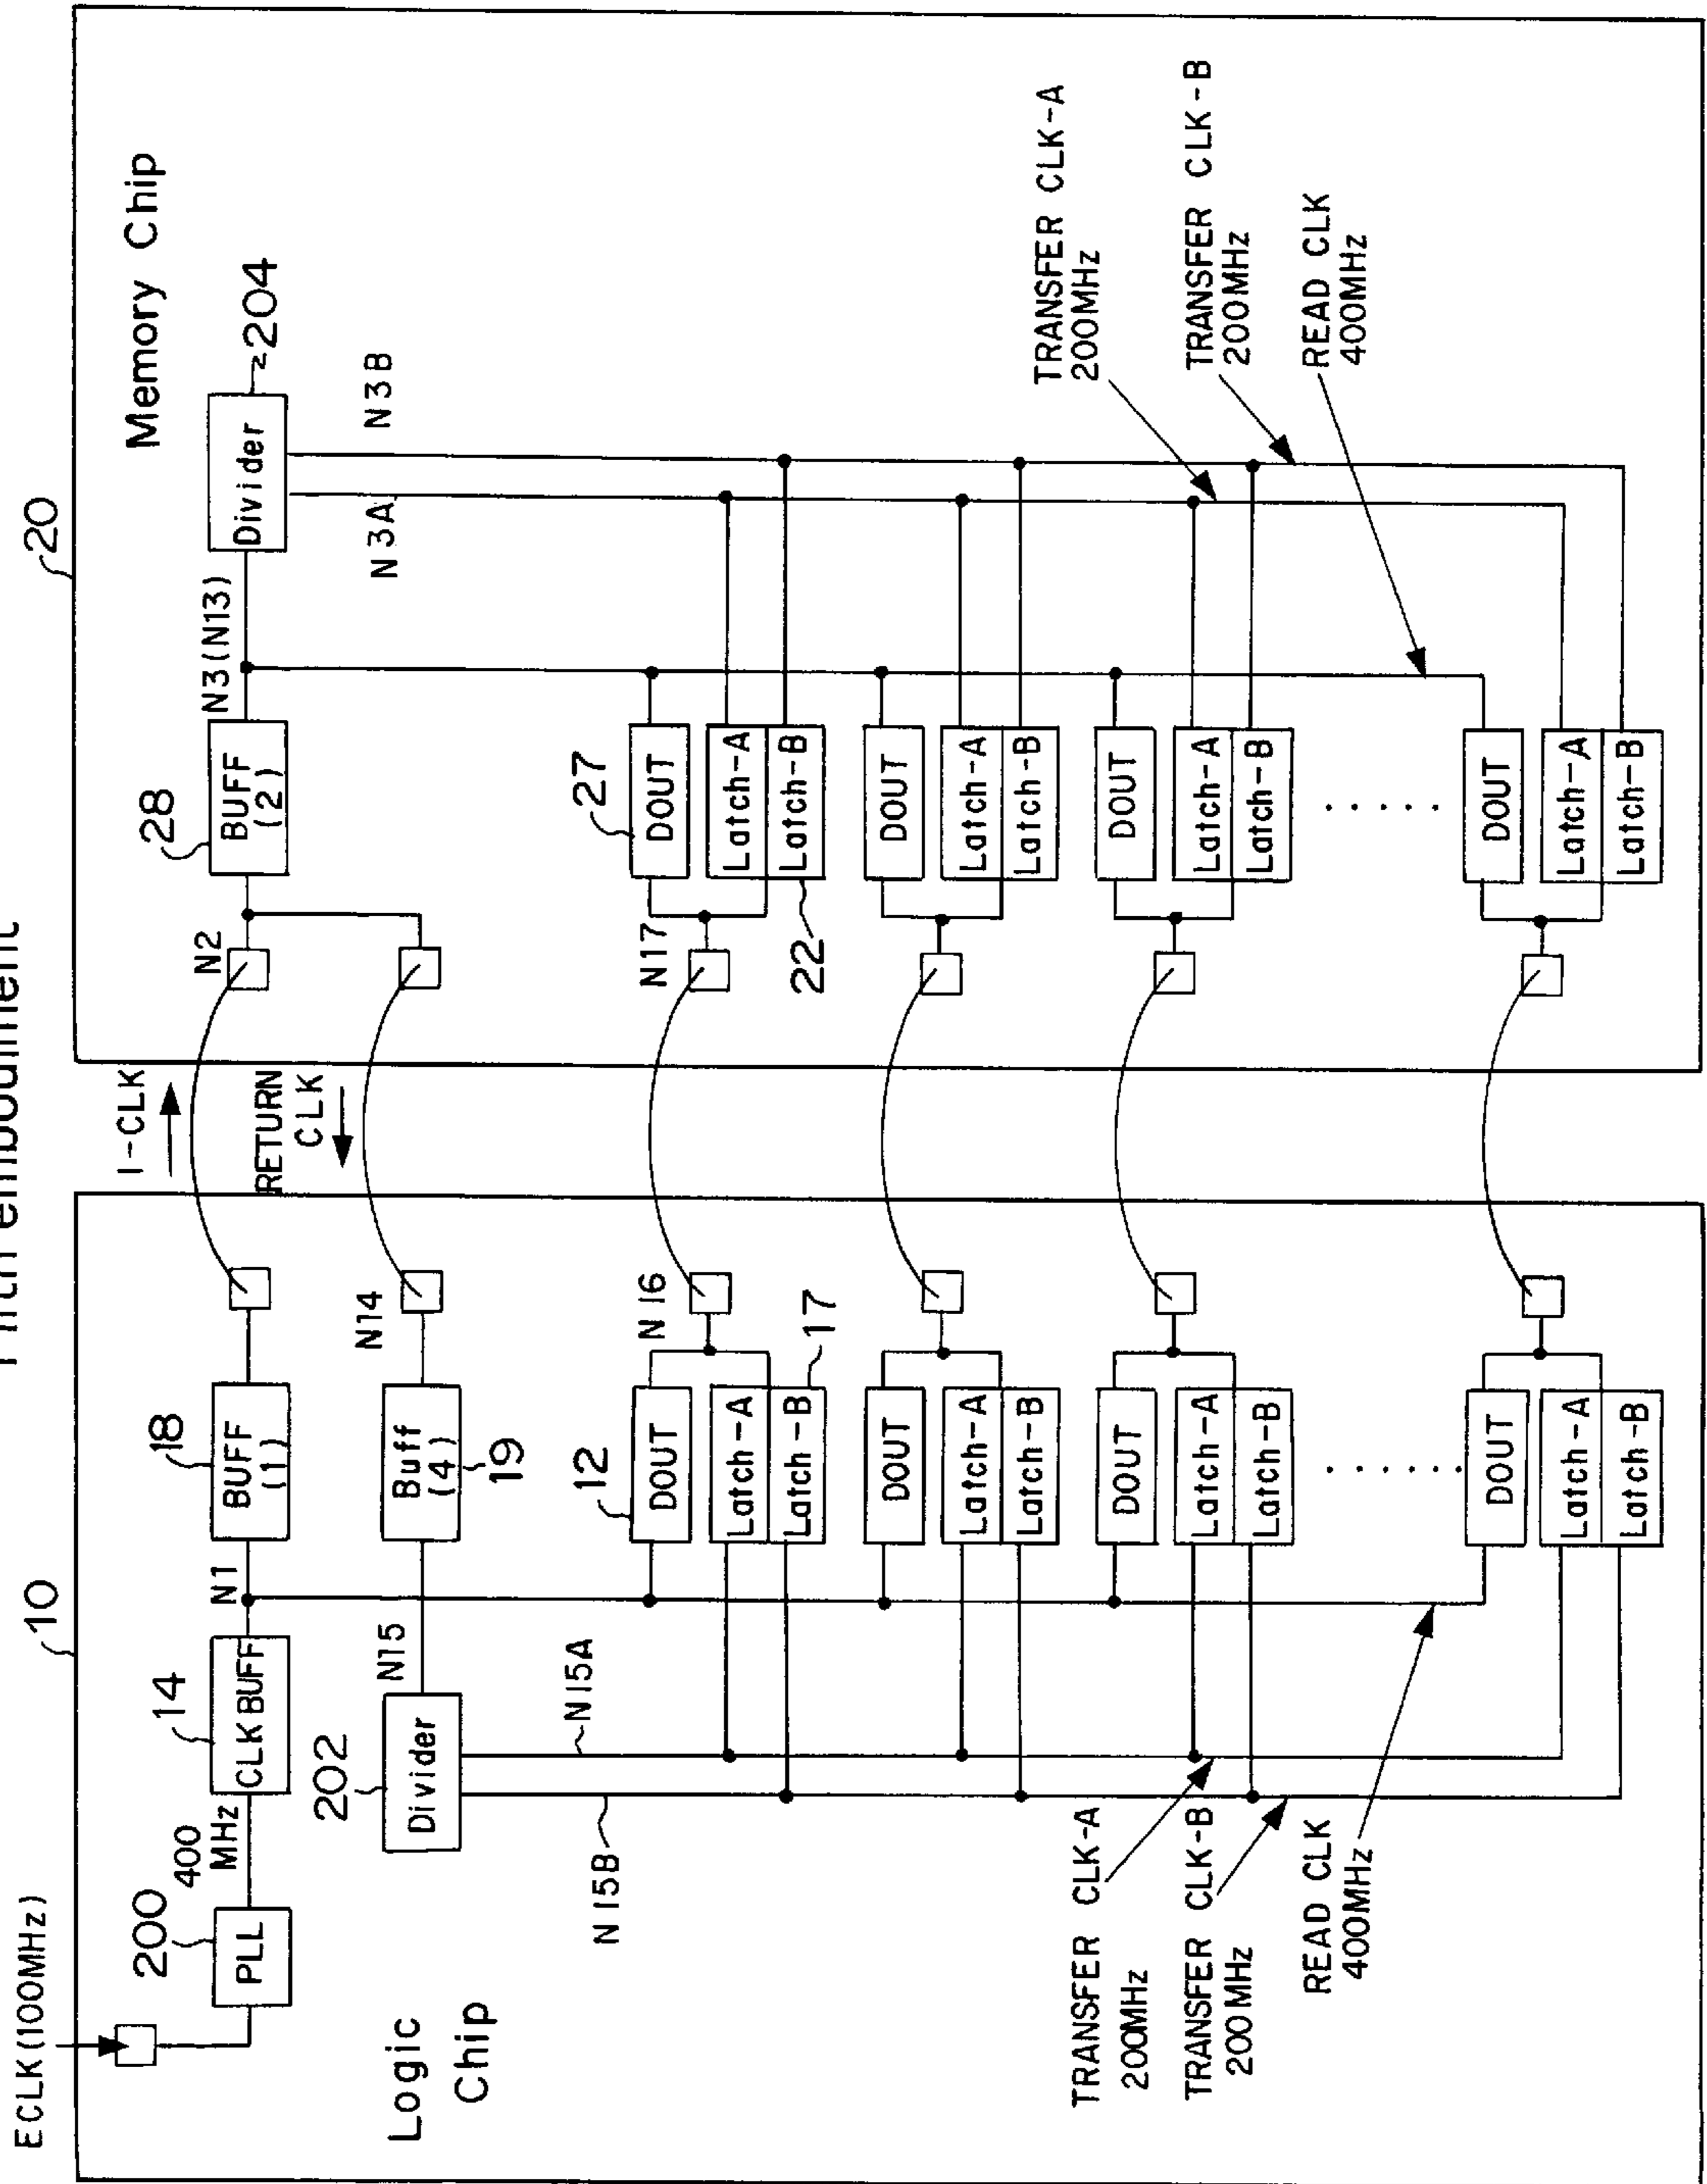 Fifth embodiment
ECLK(100MHz)
10
20
200
PLL
400
MHz
14
CLK BUFF
N1
18
BUFF
(1)
I-CLK
N2
28
BUFF
(2)
N3(N13)
Divider
204
Memory Chip
202
Divider
N15
Buff
(4)
19
N14
RETURN
CLK
N15B
N15A
N3A
N3B
Logic
Chip
12
DOUT
Latch-A
Latch-B
17
N16
N17
27
DOUT
Latch-A
Latch-B
22
DOUT
Latch-A
Latch-B
DOUT
Latch-A
Latch-B
DOUT
Latch-A
Latch-B
DOUT
Latch-A
Latch-B
......
.....
DOUT
Latch-A
Latch-B
DOUT
Latch-A
Latch-B
TRANSFER CLK-A
200MHz
TRANSFER CLK-B
200MHz
READ CLK
400MHz
TRANSFER CLK-A
200MHz
TRANSFER CLK-B
200MHz
READ CLK
400MHz